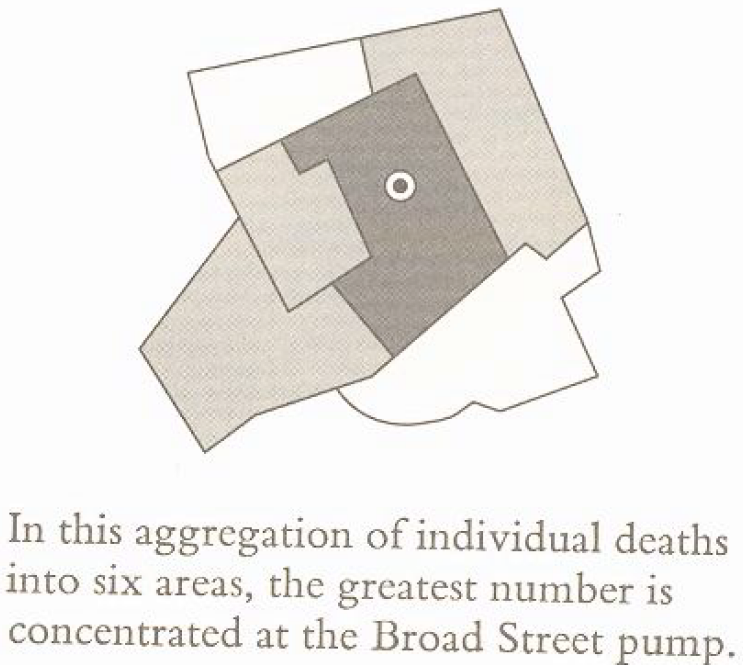 In this aggregation of individual deaths
into six areas, the greatest number is
concentrated at the Broad Street pump.